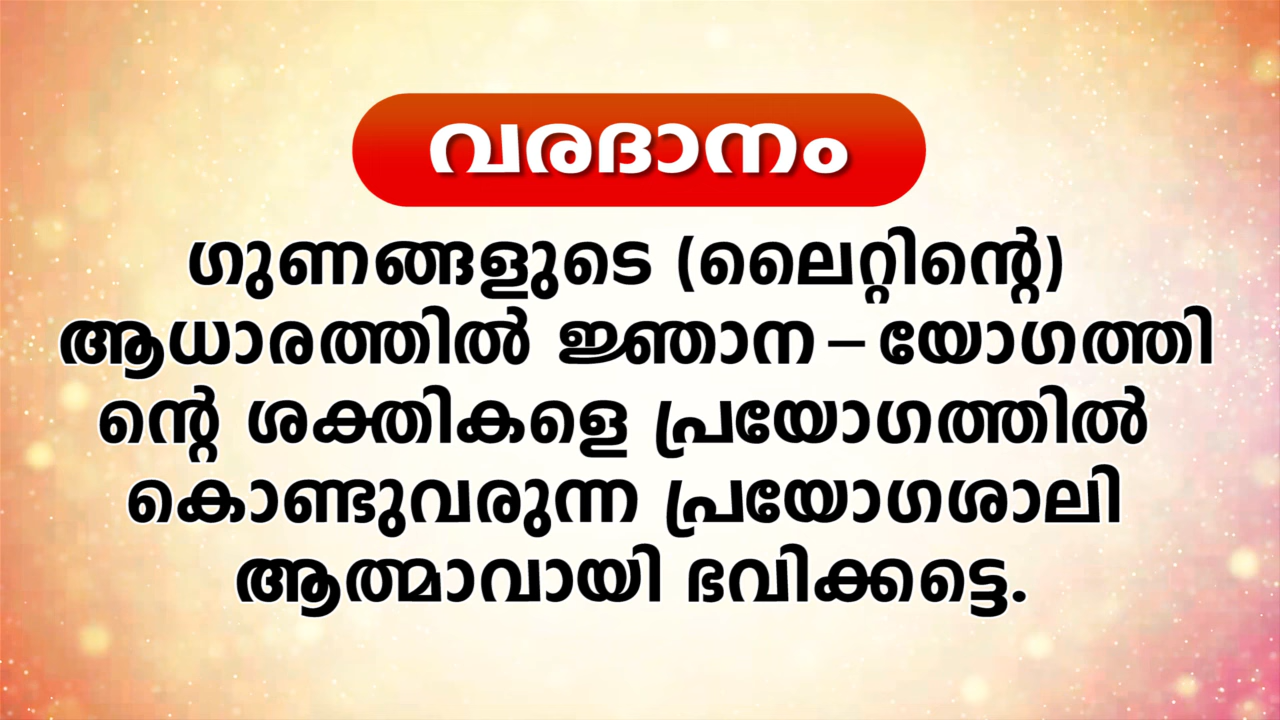 വരദാനം
ഗുണങ്ങളുടെ (ലൈറ്റിന്റെ)
ആധാരത്തിൽ ജ്ഞാന – യോഗത്തി
ന്റെ ശക്തികളെ പ്രയോഗത്തിൽ
കൊണ്ടുവരുന്ന പ്രയോഗശാലി
ആത്മാവായി ഭവിക്കട്ടെ.